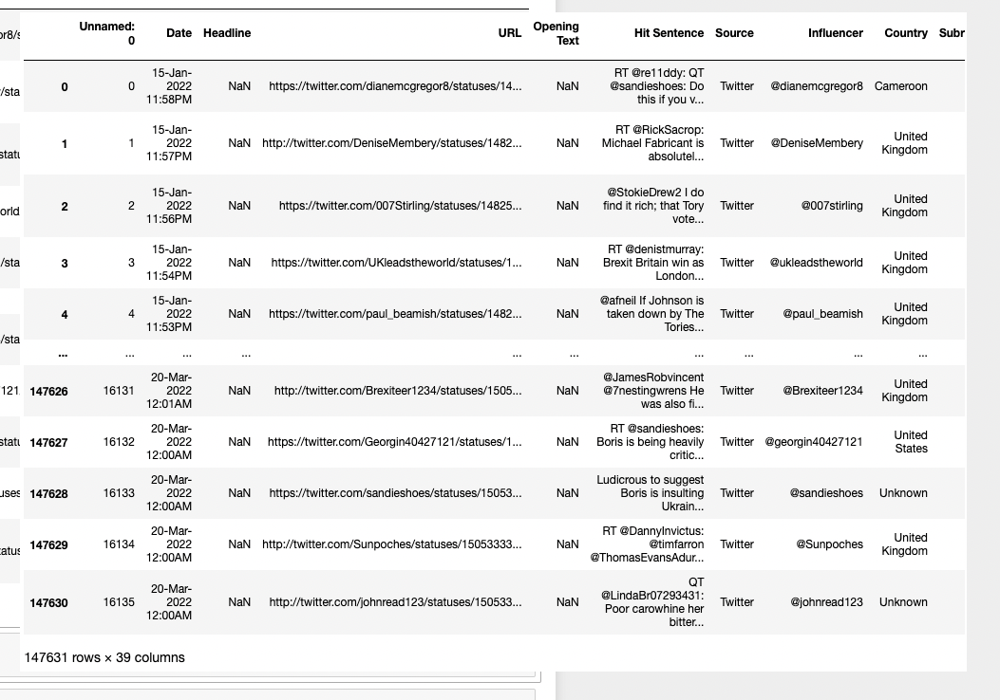 Unnamed: 0 Date Headline URL Opening Text Hit Sentence Source Influencer Country Subr
0 0 15-Jan-2022 11:58PM NaN https://twitter.com/dianemcgregor8/statuses/14... NaN RT @re11ddy: QT @sandieshoes: Do this if you v... Twitter @dianemcgregor8 Cameroon
1 1 15-Jan-2022 11:57PM NaN http://twitter.com/DeniseMembery/statuses/1482... NaN RT @RickSacrop: Michael Fabricant is absolutel... Twitter @DeniseMembery United Kingdom
2 2 15-Jan-2022 11:56PM NaN https://twitter.com/007Stirling/statuses/14825... NaN @StokieDrew2 I do find it rich; that Tory vote... Twitter @007stirling United Kingdom
3 3 15-Jan-2022 11:54PM NaN https://twitter.com/UKleadstheworld/statuses/1... NaN RT @denistmurray: Brexit Britain win as London... Twitter @ukleadstheworld United Kingdom
4 4 15-Jan-2022 11:53PM NaN https://twitter.com/paul_beamish/statuses/1482... NaN @afneil If Johnson is taken down by The Tories... Twitter @paul_beamish United Kingdom
... ... ... ... ... ... ... ... ... ...
147626 16131 20-Mar-2022 12:01AM NaN http://twitter.com/Brexiteer1234/statuses/1505... NaN @JamesRobvincent @7nestingwrens He was also fi... Twitter @Brexiteer1234 United Kingdom
147627 16132 20-Mar-2022 12:00AM NaN https://twitter.com/Georgin40427121/statuses/1... NaN RT @sandieshoes: Boris is being heavily critic... Twitter @georgin40427121 United States
147628 16133 20-Mar-2022 12:00AM NaN https://twitter.com/sandieshoes/statuses/15053... NaN Ludicrous to suggest Boris is insulting Ukrain... Twitter @sandieshoes Unknown
147629 16134 20-Mar-2022 12:00AM NaN http://twitter.com/Sunpoches/statuses/15053333... NaN RT @DannyInvictus: @timfarron @ThomasEvansAdur... Twitter @Sunpoches United Kingdom
147630 16135 20-Mar-2022 12:00AM NaN http://twitter.com/johnread123/statuses/150533... NaN QT @LindaBr07293431: Poor carowhine her bitter... Twitter @johnread123 Unknown
147631 rows × 39 columns